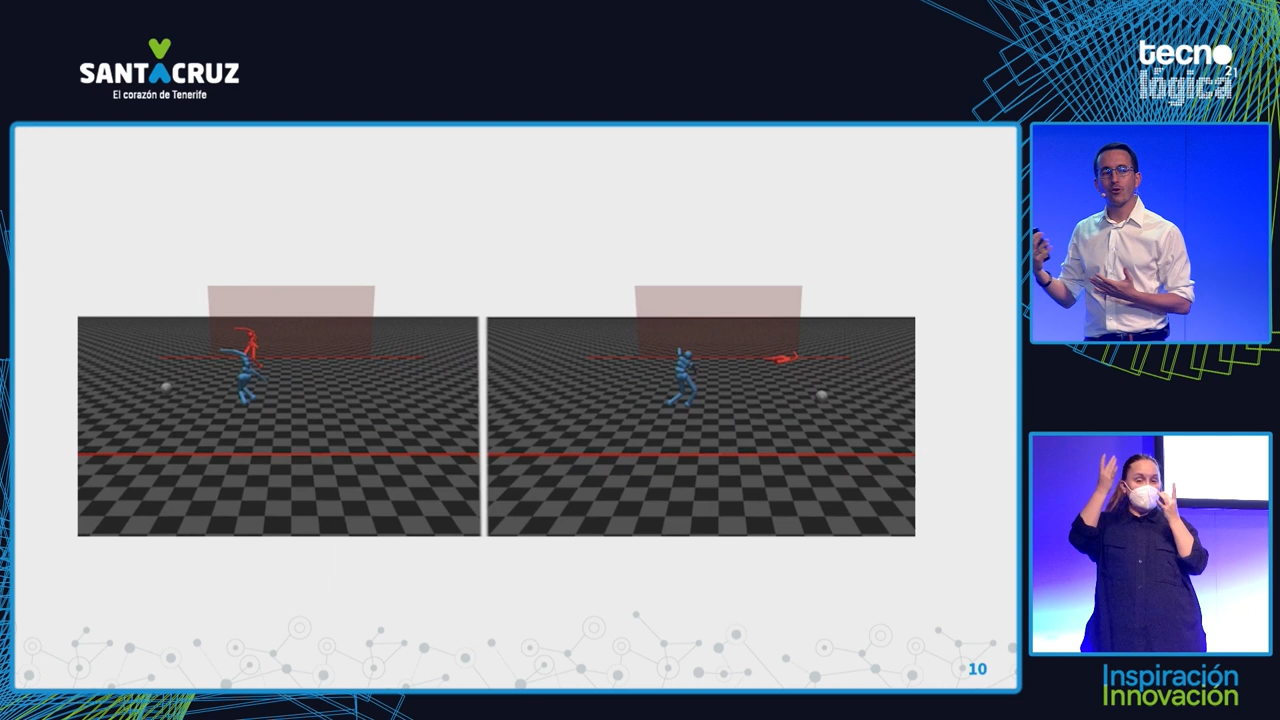 SANTACRUZ
El corazón de Tenerife
tecno
lógica
21
10
Inspiración
Innovación